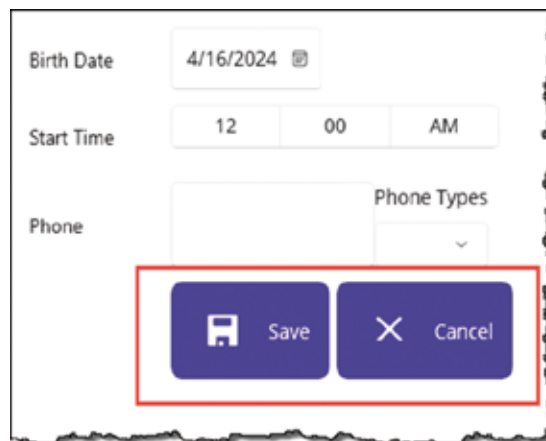 Birth Date 4/16/2024
Start Time 12 00 AM
Phone Types
Phone
Save Cancel